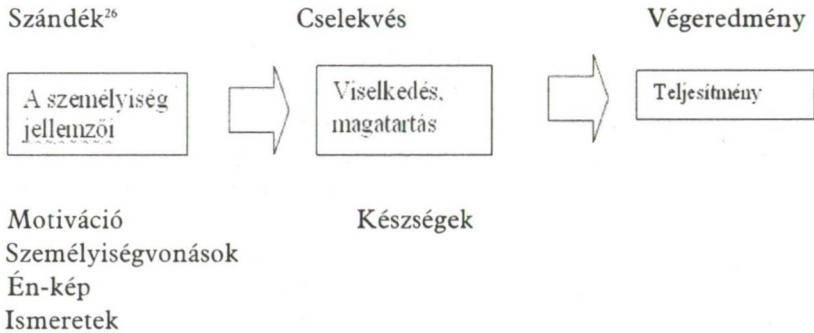 Szándék²⁶ Cselekvés Végeredmény
A személyiség jellemzői
Viselkedés, magatartás
Teljesítmény
Motiváció Készségek
Személyiségvonások
Én-kép
Ismeretek